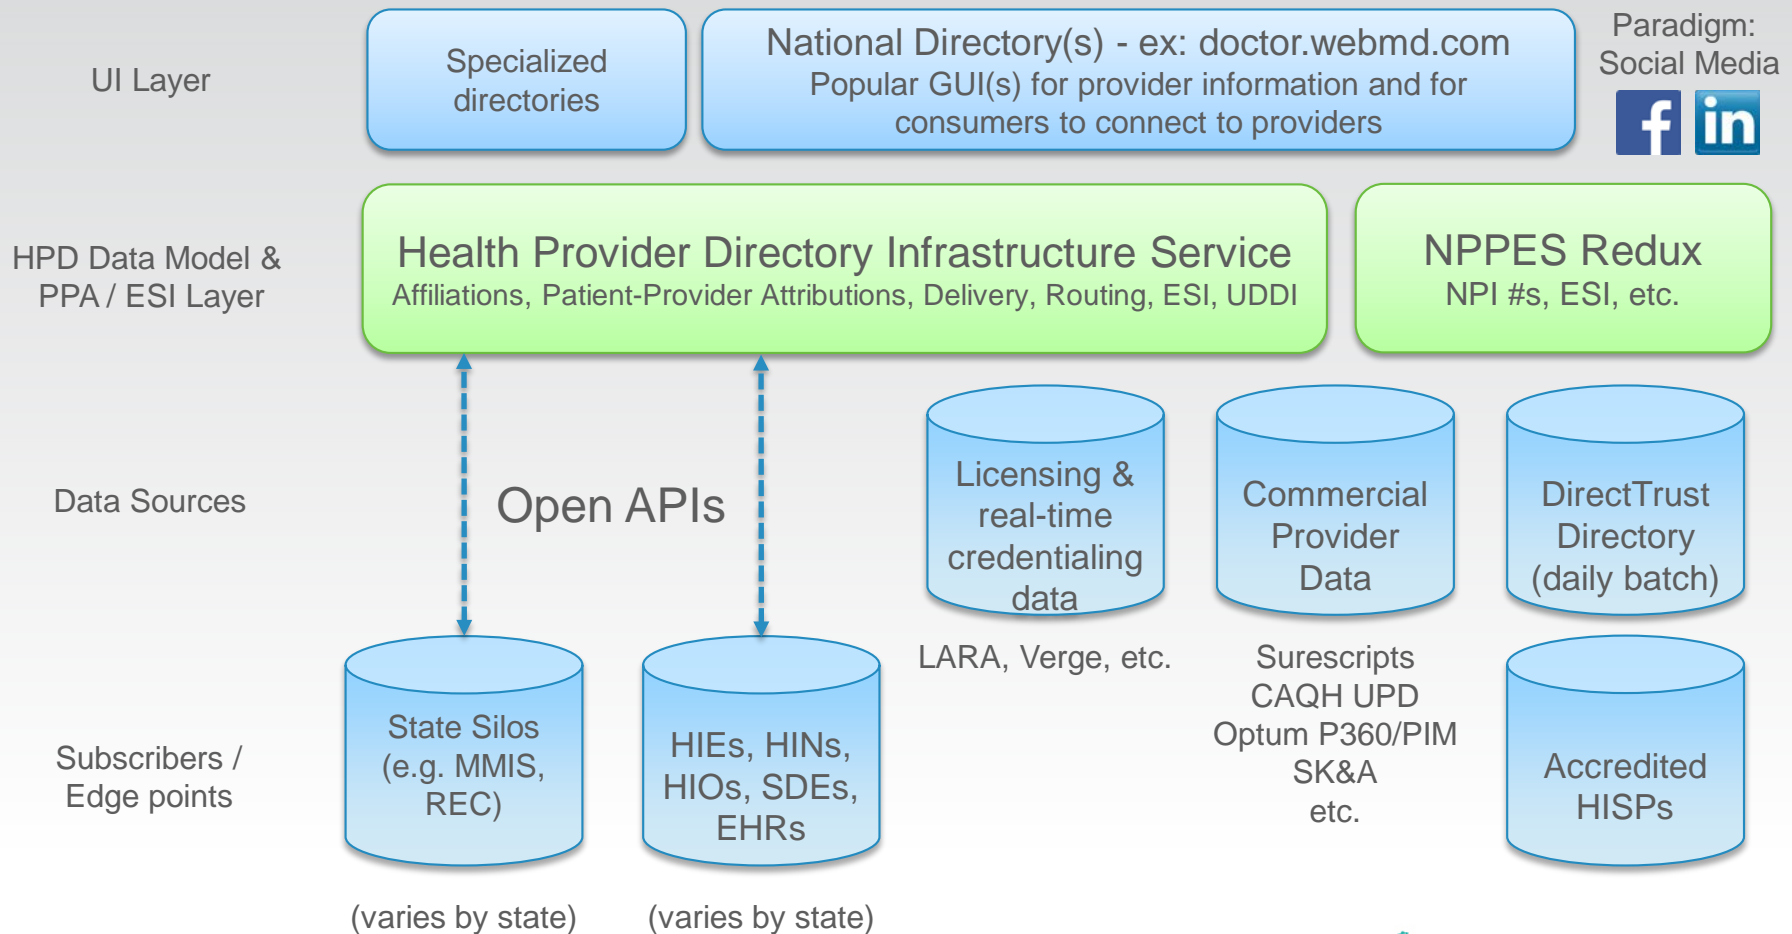 UI Layer
Specialized
directories
National Directory(s) - ex: doctor.webmd.com
Popular GUI(s) for provider information and for
consumers to connect to providers
Paradigm:
Social Media
f in
HPD Data Model &
PPA / ESI Layer
Health Provider Directory Infrastructure Service
Affiliations, Patient-Provider Attributions, Delivery, Routing, ESI, UDDI
NPPES Redux
NPI #s, ESI, etc.
Data Sources
Open APIs
Licensing &
real-time
credentialing
data
Commercial
Provider
Data
DirectTrust
Directory
(daily batch)
LARA, Verge, etc.
Surescripts
CAQH UPD
Optum P360/PIM
SK&A
etc.
Subscribers /
Edge points
State Silos
(e.g. MMIS,
REC)
HIEs, HINs,
HIOs, SDEs,
EHRs
Accredited
HISPs
(varies by state)
(varies by state)